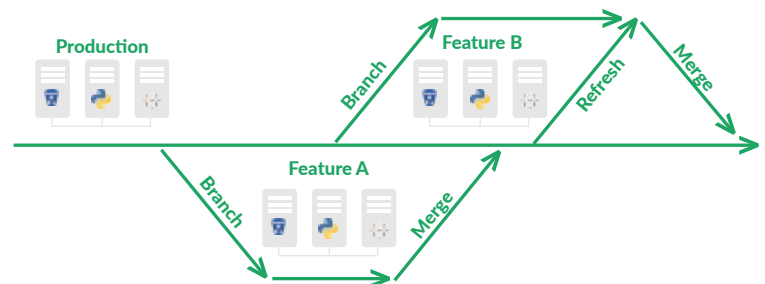 Production
Branch
Feature B
Refresh
Merge
Feature A
Branch
Merge